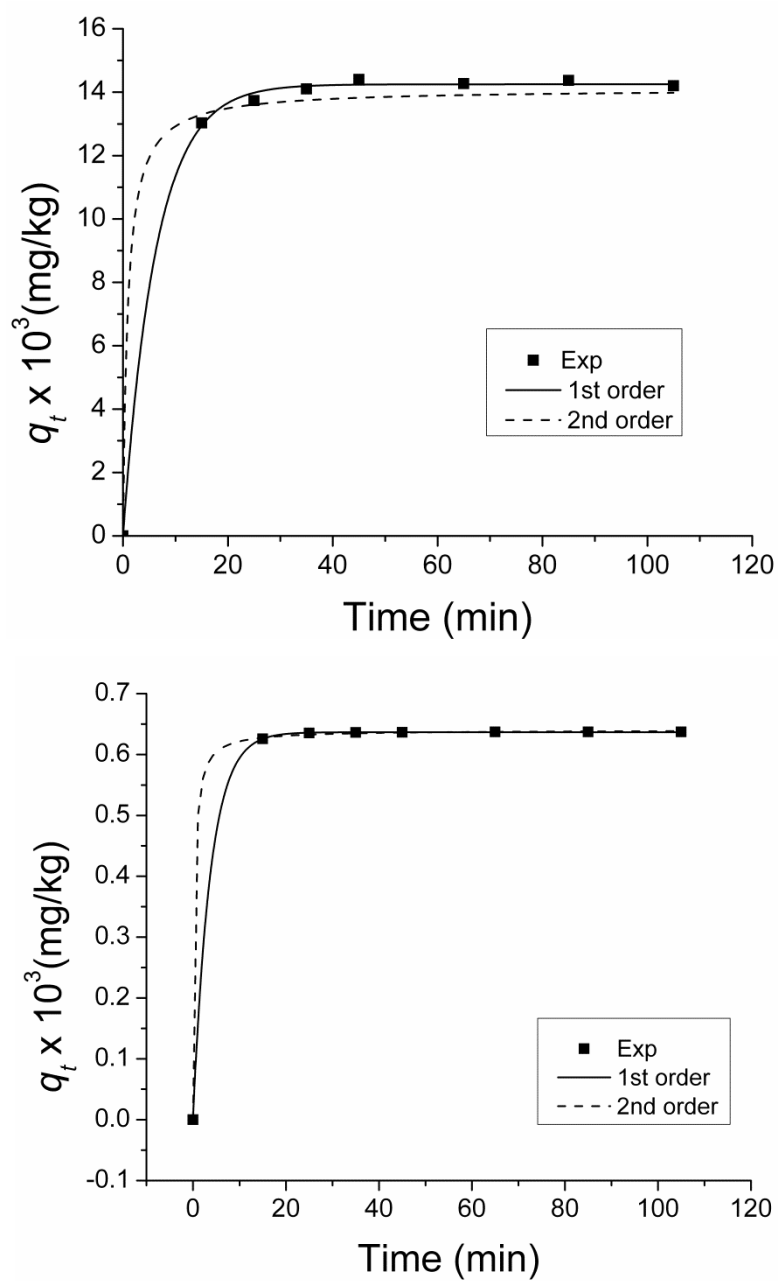 16
14
12
10
8
6
4
2
0
q_t x 10^3 (mg/kg)
Exp
1st order
2nd order
0 20 40 60 80 100 120
Time (min)
0.7
0.6
0.5
0.4
0.3
0.2
0.1
0.0
-0.1
q_t x 10^3 (mg/kg)
Exp
1st order
2nd order
0 20 40 60 80 100 120
Time (min)